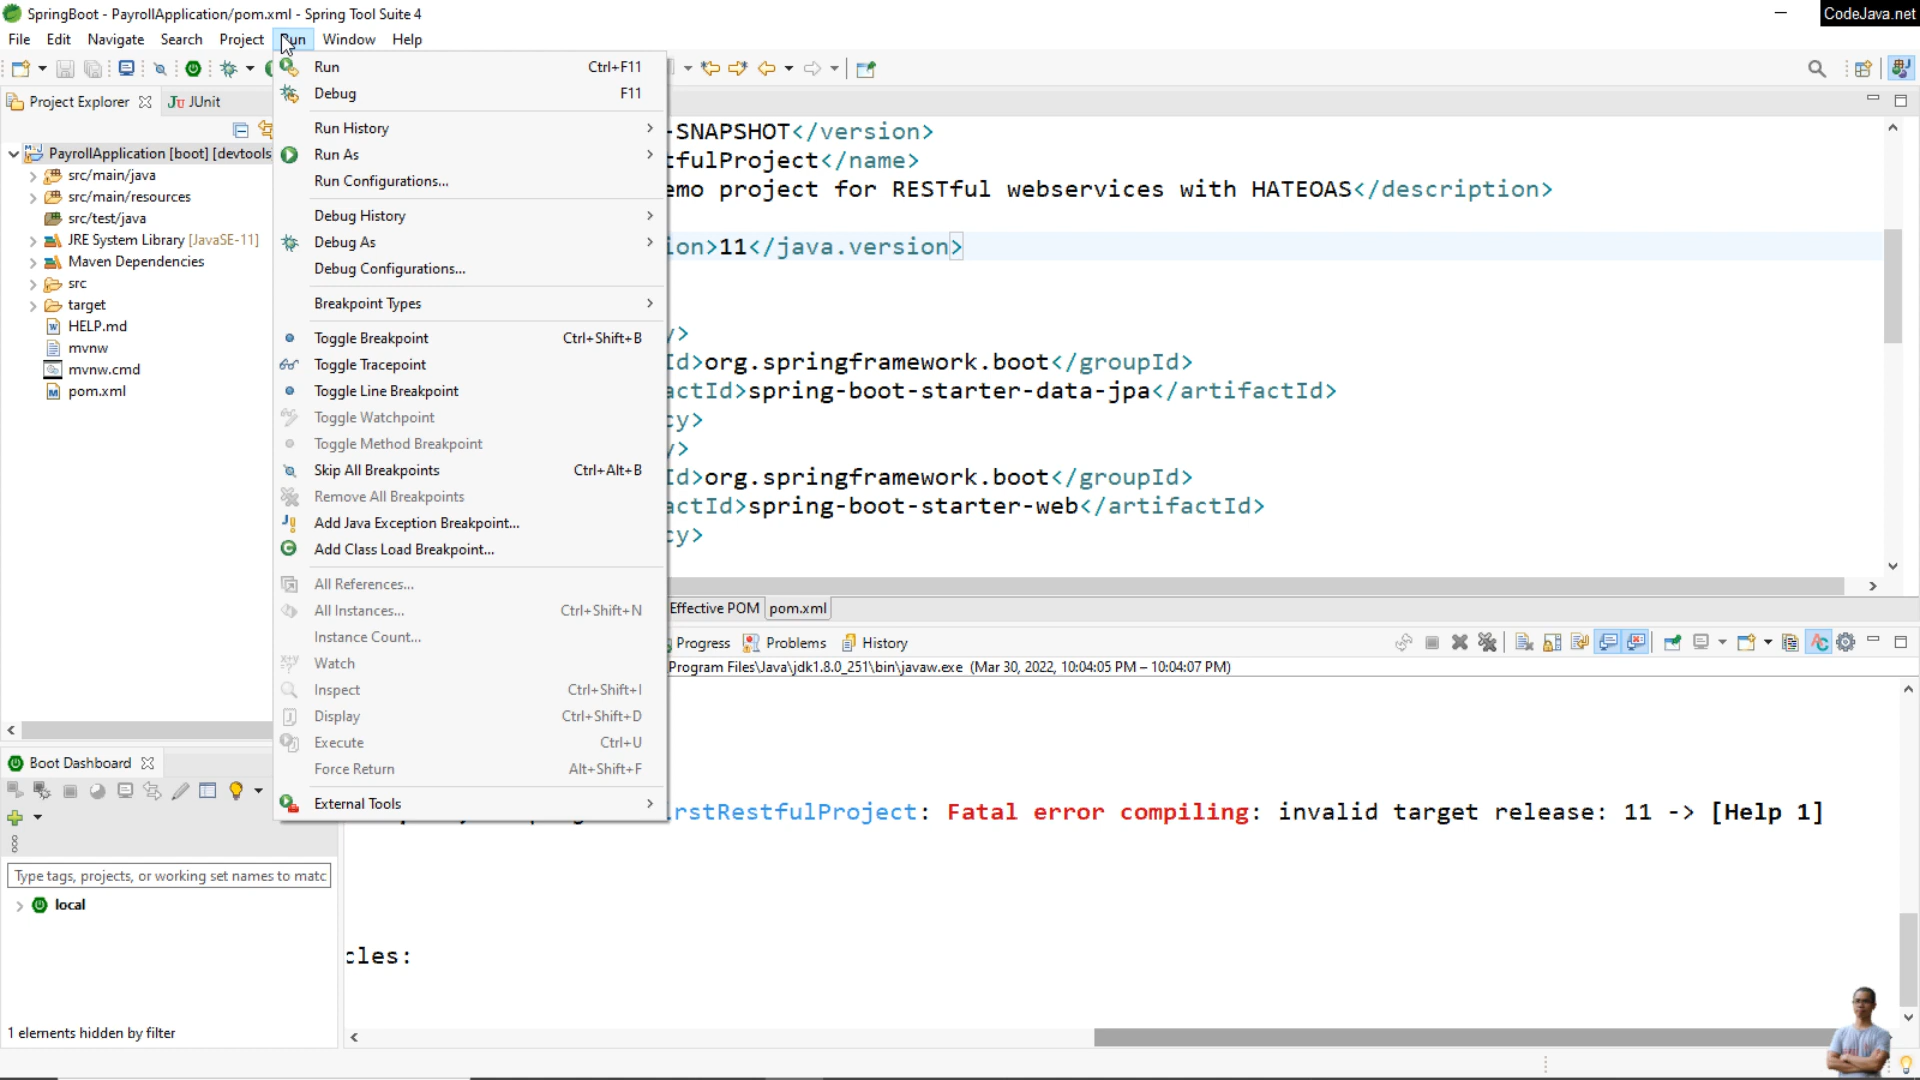 SpringBoot - PayrollApplication/pom.xml - Spring Tool Suite 4
CodeJava.net
File Edit Navigate Search Project Run Window Help
Run Ctrl+F11
Debug F11
Run History
Run As
Run Configurations...
Debug History
Debug As
Debug Configurations...
Breakpoint Types
Toggle Breakpoint Ctrl+Shift+B
Toggle Tracepoint
Toggle Line Breakpoint
Toggle Watchpoint
Toggle Method Breakpoint
Skip All Breakpoints Ctrl+Alt+B
Remove All Breakpoints
Add Java Exception Breakpoint...
Add Class Load Breakpoint...
All References...
All Instances... Ctrl+Shift+N
Instance Count...
Watch
Inspect Ctrl+Shift+I
Display Ctrl+Shift+D
Execute Ctrl+U
Force Return Alt+Shift+F
External Tools
Project Explorer JUnit
PayrollApplication [boot] [devtools
src/main/java
src/main/resources
src/test/java
JRE System Library [JavaSE-11]
Maven Dependencies
src
target
HELP.md
mvnw
mvnw.cmd
pom.xml
-SNAPSHOT</version>
tfulProject</name>
emo project for RESTful webservices with HATEOAS</description>
ion>11</java.version>
/>
Id>org.springframework.boot</groupId>
actId>spring-boot-starter-data-jpa</artifactId>
cy>
/>
Id>org.springframework.boot</groupId>
actId>spring-boot-starter-web</artifactId>
cy>
Effective POM pom.xml
Progress Problems History
Program Files\Java\jdk1.8.0_251\bin\javaw.exe (Mar 30, 2022, 10:04:05 PM – 10:04:07 PM)
rstRestfulProject: Fatal error compiling: invalid target release: 11 -> [Help 1]
cles:
Boot Dashboard
Type tags, projects, or working set names to matc
local
1 elements hidden by filter